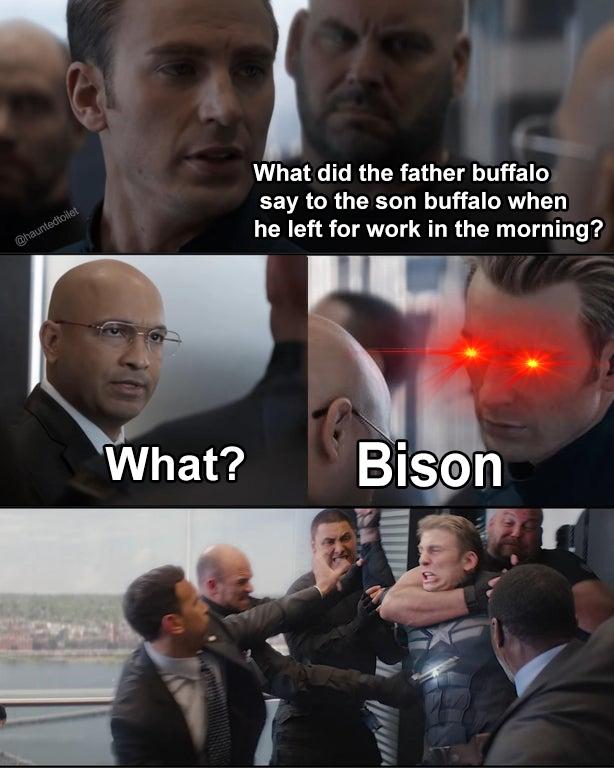 What did the father buffalo
say to the son buffalo when
he left for work in the morning?
@hauntedtoilet
What?
Bison